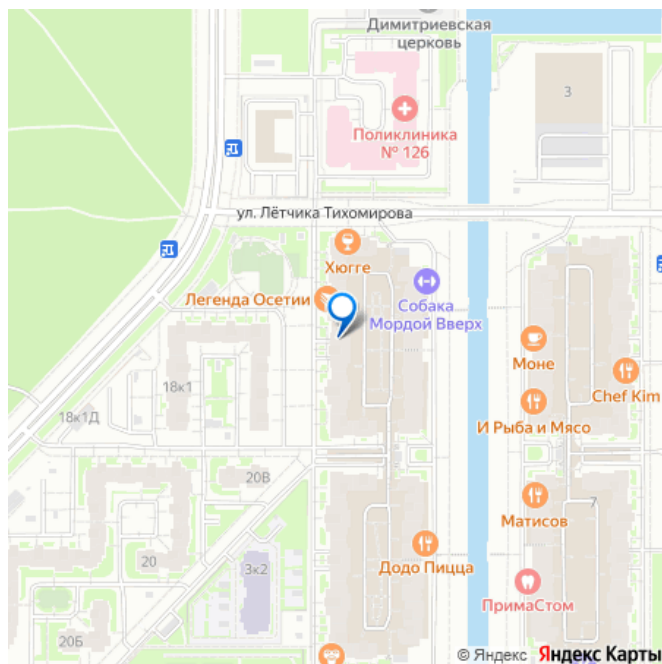 Димитриевская
церковь
3
Поликлиника
№ 126
ул. Лётчика Тихомирова
Хюгге
Легенда Осетии
Собака
Мордой Вверх
Моне
18к1
Chef Kim
18к1Д
И Рыба и Мясо
20В
7
Матисов
20
3к2
Додо Пицца
ПримаСтом
20Б
© Яндекс Яндекс Карты